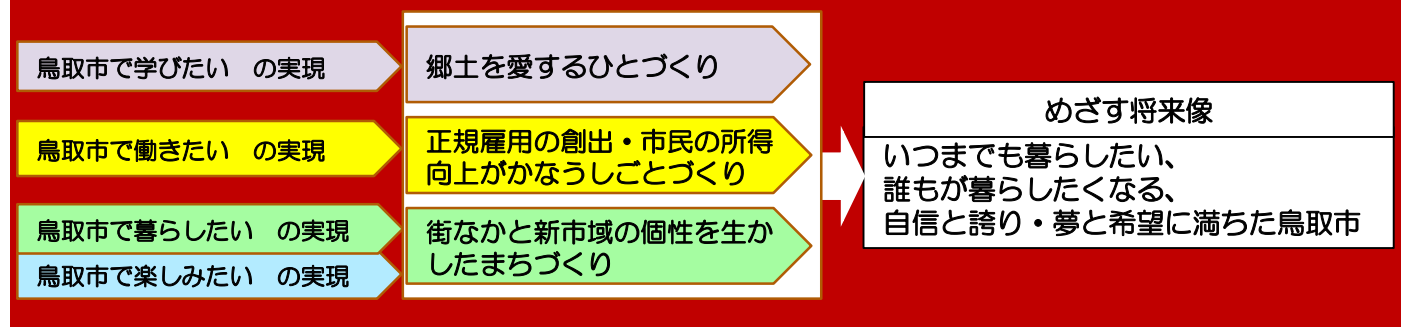 鳥取市で学びたい　の実現
郷土を愛するひとづくり
鳥取市で働きたい　の実現
正規雇用の創出・市民の所得
向上がかなうしごとづくり
鳥取市で暮らしたい　の実現
鳥取市で楽しみたい　の実現
街なかと新市域の個性を生か
したまちづくり
めざす将来像
いつまでも暮らしたい、
誰もが暮らしたくなる、
自信と誇り・夢と希望に満ちた鳥取市